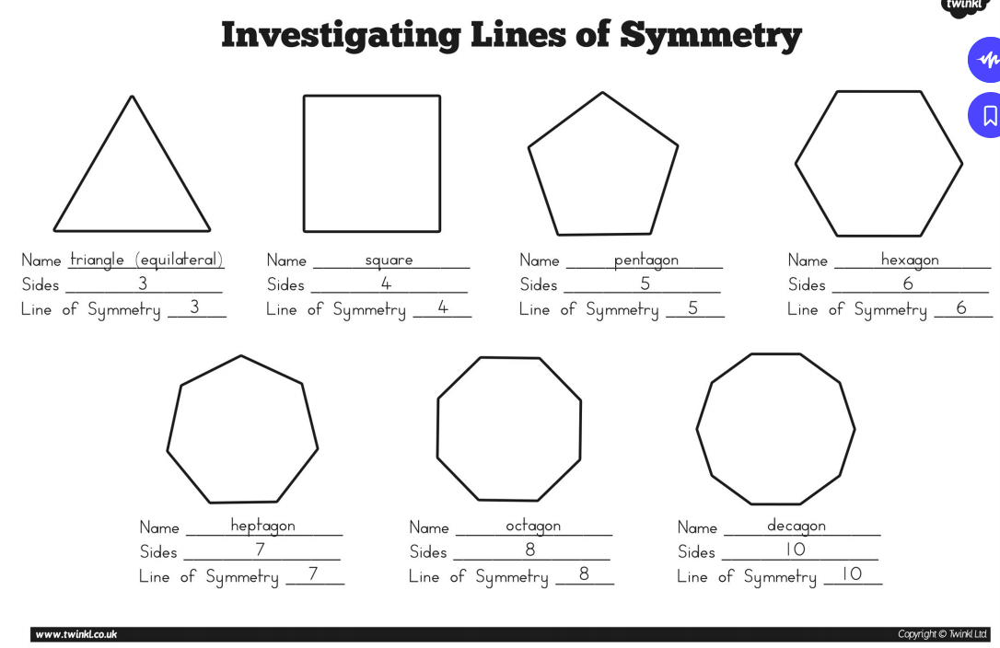 twinkl
Investigating Lines of Symmetry
Name triangle (equilateral)
Sides 3
Line of Symmetry 3
Name square
Sides 4
Line of Symmetry 4
Name pentagon
Sides 5
Line of Symmetry 5
Name hexagon
Sides 6
Line of Symmetry 6
Name heptagon
Sides 7
Line of Symmetry 7
Name octagon
Sides 8
Line of Symmetry 8
Name decagon
Sides 10
Line of Symmetry 10
www.twinkl.co.uk
Copyright © Twinkl Ltd.